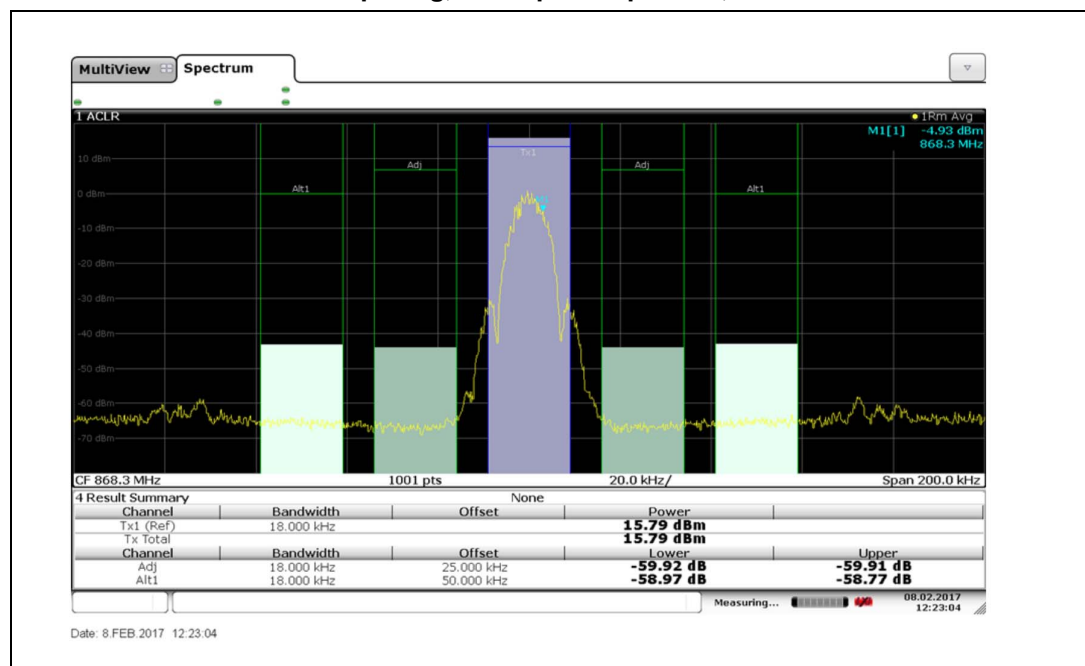 MultiView Spectrum
1 ACLR 1Rm Avg
M1[1] -4.93 dBm
868.3 MHz
Tx1
10 dBm
Adj Adj
0 dBm
Alt1 Alt1
-10 dBm
-20 dBm
-30 dBm
-40 dBm
-50 dBm
-60 dBm
-70 dBm
CF 868.3 MHz 1001 pts 20.0 kHz/ Span 200.0 kHz
4 Result Summary None
Channel Bandwidth Offset Power
Tx1 (Ref) 18.000 kHz 15.79 dBm
Tx Total 15.79 dBm
Channel Bandwidth Offset Lower Upper
Adj 18.000 kHz 25.000 kHz -59.92 dB -59.91 dB
Alt1 18.000 kHz 50.000 kHz -58.97 dB -58.77 dB
Measuring... 08.02.2017
12:23:04
Date: 8.FEB.2017 12:23:04